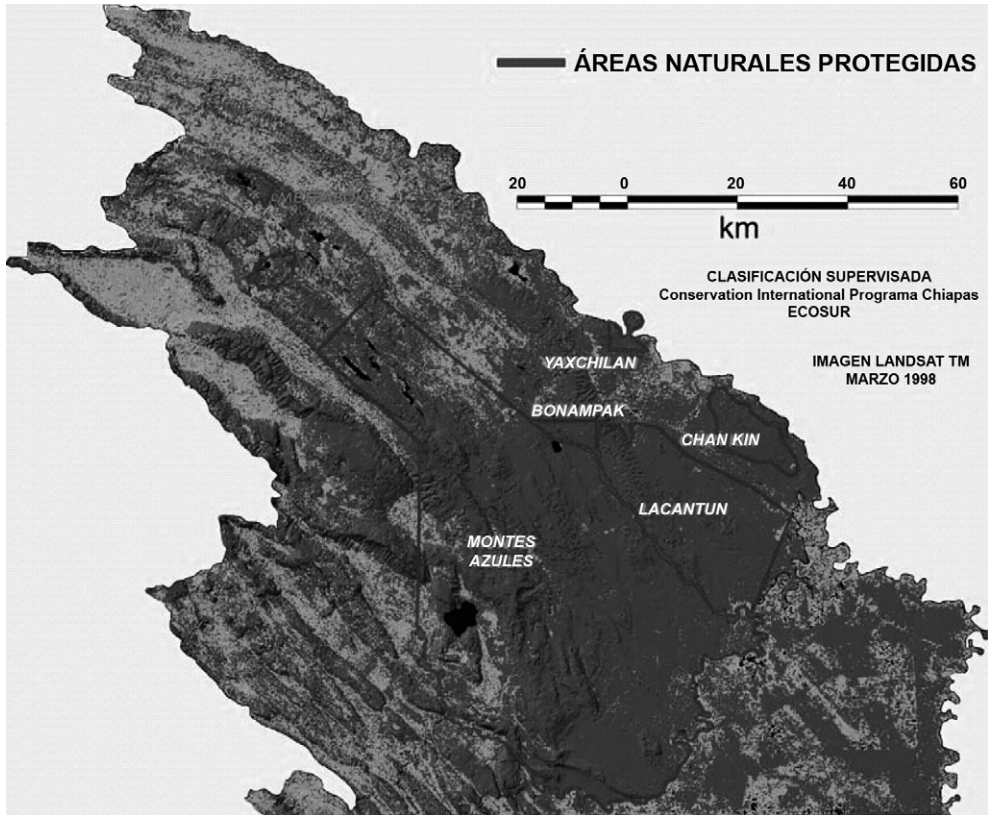 ÁREAS NATURALES PROTEGIDAS
20 0 20 40 60
km
CLASIFICACIÓN SUPERVISADA
Conservation International Programa Chiapas
ECOSUR
IMAGEN LANDSAT TM
MARZO 1998
YAXCHILAN
BONAMPAK
CHAN KIN
LACANTUN
MONTES
AZULES